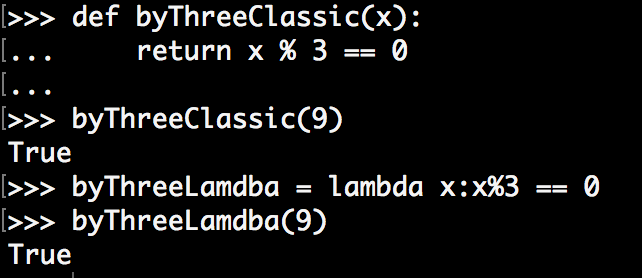 [>>> def byThreeClassic(x):
[...     return x % 3 == 0
[...
[>>> byThreeClassic(9)
True
[>>> byThreeLamdba = lambda x:x%3 == 0
[>>> byThreeLamdba(9)
True